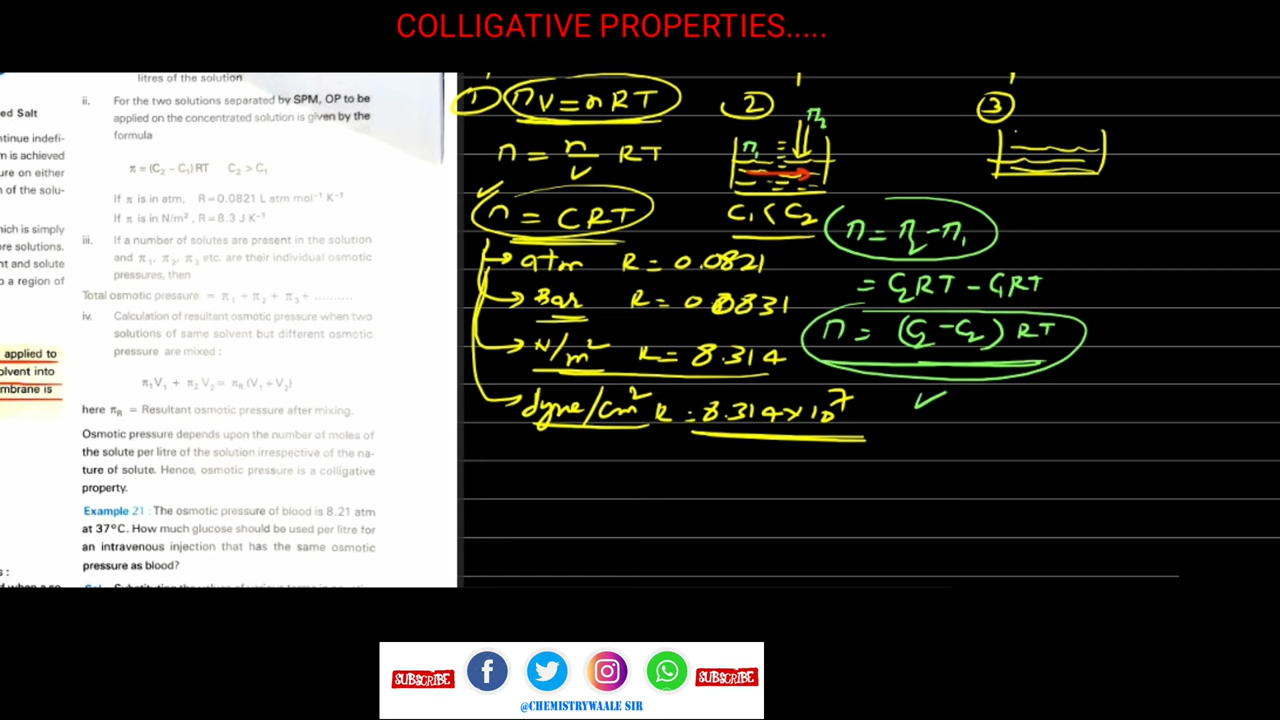 COLLIGATIVE PROPERTIES.....
litres of the solution
ed Salt
ntinue indefi-
m is achieved
ure on either
n of the solu-
hich is simply
ore solutions.
nt and solute
o a region of
applied to
olvent into
mbrane is
s :
ii. For the two solutions separated by SPM, OP to be
applied on the concentrated solution is given by the
formula
π = (C₂ – C₁) RT C₂ > C₁
If π is in atm, R = 0.0821 L atm mol⁻¹ K⁻¹
If π is in N/m², R = 8.3 J K⁻¹
iii. If a number of solutes are present in the solution
and π₁, π₂, π₃ etc. are their individual osmotic
pressures, then
Total osmotic pressure = π₁ + π₂ + π₃ + ..............
iv. Calculation of resultant osmotic pressure when two
solutions of same solvent but different osmotic
pressure are mixed :
π₁V₁ + π₂ V₂ = π_R (V₁+V₂)
here π_R = Resultant osmotic pressure after mixing.
Osmotic pressure depends upon the number of moles of
the solute per litre of the solution irrespective of the na-
ture of solute. Hence, osmotic pressure is a colligative
property.
Example 21 : The osmotic pressure of blood is 8.21 atm
at 37°C. How much glucose should be used per litre for
an intravenous injection that has the same osmotic
pressure as blood?
① πV = nRT
π = n/V RT
π = CRT
atm R = 0.0821
Bar R = 0.0831
N/m² R = 8.314
dyne/cm² R = 8.314 × 10⁷
②
π₁ π₂
C₁ < C₂
π = π₂ - π₁
= C₂RT - C₁RT
π = (C₂ - C₂) RT
③
SUBSCRIBE
SUBSCRIBE
@CHEMISTRYWAALE SIR